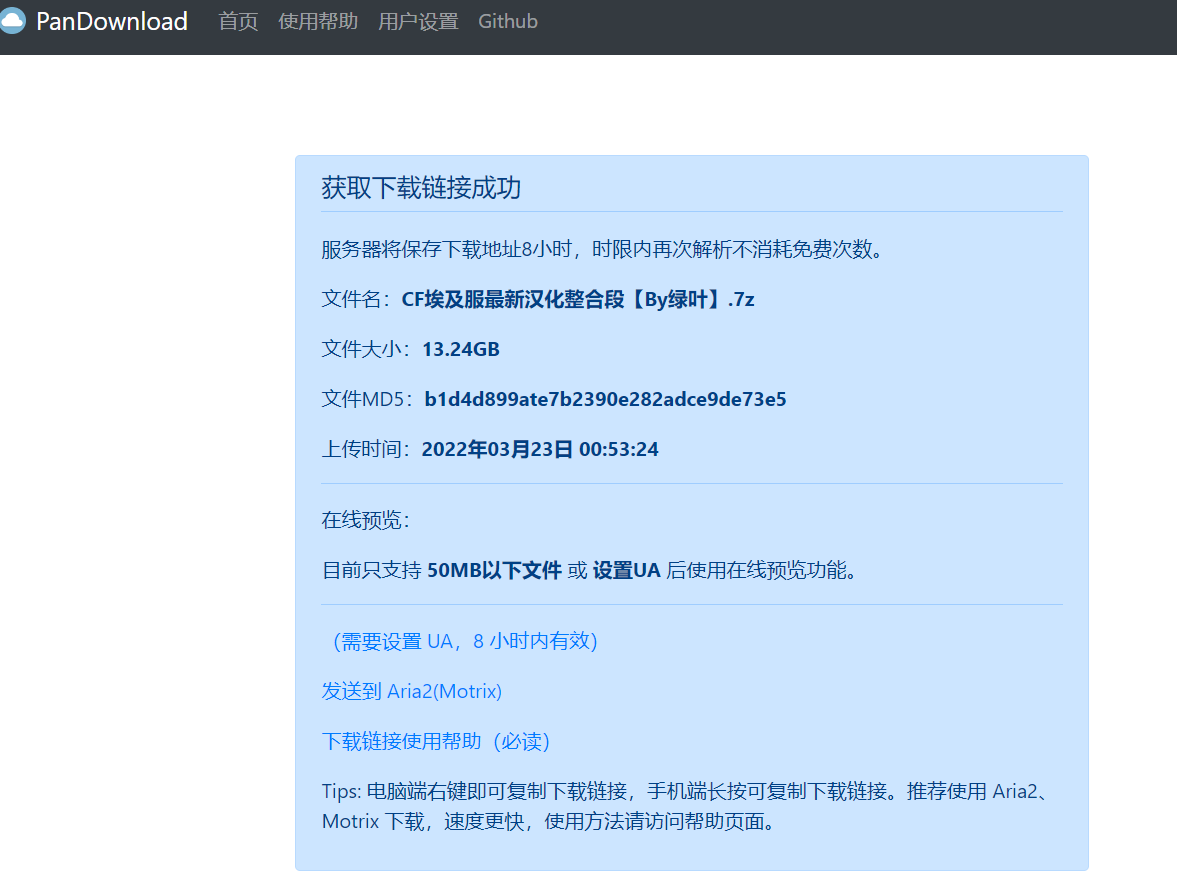 PanDownload 首页 使用帮助 用户设置 Github
获取下载链接成功
服务器将保存下载地址8小时，时限内再次解析不消耗免费次数。
文件名：CF埃及服最新汉化整合段【By绿叶】.7z
文件大小：13.24GB
文件MD5：b1d4d899ate7b2390e282adce9de73e5
上传时间：2022年03月23日 00:53:24
在线预览：
目前只支持 50MB以下文件 或 设置UA 后使用在线预览功能。
（需要设置 UA，8 小时内有效）
发送到 Aria2(Motrix)
下载链接使用帮助（必读）
Tips: 电脑端右键即可复制下载链接，手机端长按可复制下载链接。推荐使用 Aria2、
Motrix 下载，速度更快，使用方法请访问帮助页面。